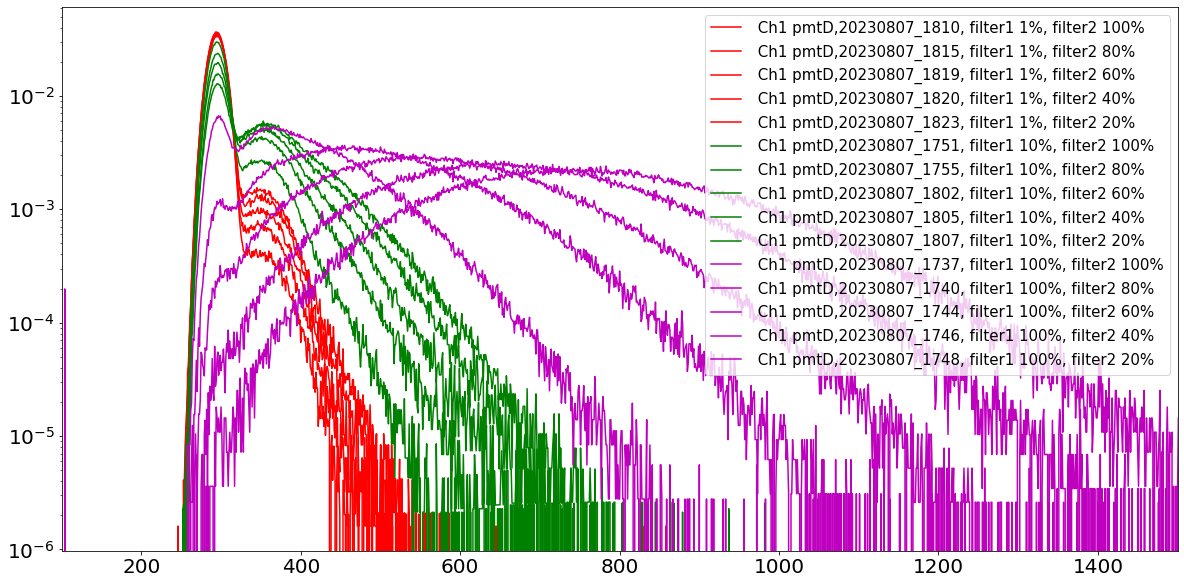 Ch1 pmtD,20230807_1810, filter1 1%, filter2 100%
Ch1 pmtD,20230807_1815, filter1 1%, filter2 80%
Ch1 pmtD,20230807_1819, filter1 1%, filter2 60%
Ch1 pmtD,20230807_1820, filter1 1%, filter2 40%
Ch1 pmtD,20230807_1823, filter1 1%, filter2 20%
Ch1 pmtD,20230807_1751, filter1 10%, filter2 100%
Ch1 pmtD,20230807_1755, filter1 10%, filter2 80%
Ch1 pmtD,20230807_1802, filter1 10%, filter2 60%
Ch1 pmtD,20230807_1805, filter1 10%, filter2 40%
Ch1 pmtD,20230807_1807, filter1 10%, filter2 20%
Ch1 pmtD,20230807_1737, filter1 100%, filter2 100%
Ch1 pmtD,20230807_1740, filter1 100%, filter2 80%
Ch1 pmtD,20230807_1744, filter1 100%, filter2 60%
Ch1 pmtD,20230807_1746, filter1 100%, filter2 40%
Ch1 pmtD,20230807_1748, filter1 100%, filter2 20%
10⁻²
10⁻³
10⁻⁴
10⁻⁵
10⁻⁶
200 400 600 800 1000 1200 1400